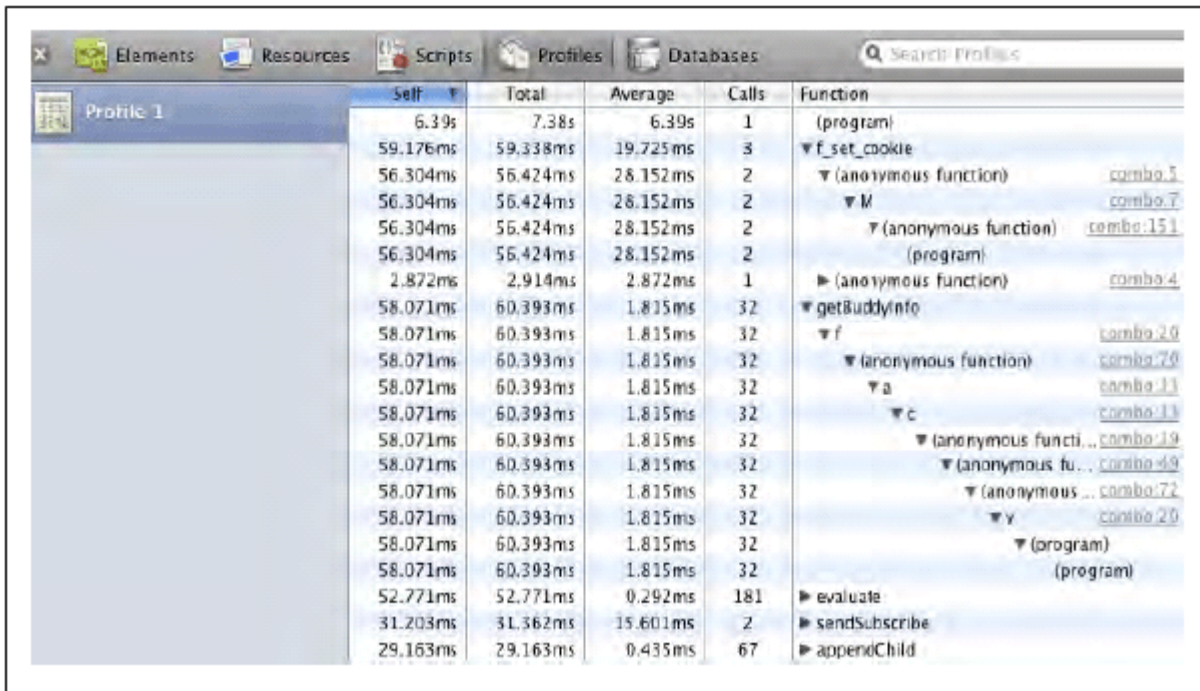 Elements Resources Scripts Profiles Databases Search Profiles
Profile 1
Self Total Average Calls Function
6.39s 7.38s 6.39s 1 (program)
59.176ms 59.338ms 19.725ms 3 f_set_cookie
56.304ms 56.424ms 28.152ms 2 (anonymous function) combo:5
56.304ms 56.424ms 28.152ms 2 M combo:7
56.304ms 56.424ms 28.152ms 2 (anonymous function) combo:151
56.304ms 56.424ms 28.152ms 2 (program)
2.872ms 2.914ms 2.872ms 1 (anonymous function) combo:4
58.071ms 60.393ms 1.815ms 32 getBuddyInfo
58.071ms 60.393ms 1.815ms 32 f combo:20
58.071ms 60.393ms 1.815ms 32 (anonymous function) combo:70
58.071ms 60.393ms 1.815ms 32 a combo:13
58.071ms 60.393ms 1.815ms 32 c combo:13
58.071ms 60.393ms 1.815ms 32 (anonymous functi... combo:19
58.071ms 60.393ms 1.815ms 32 (anonymous fu... combo:49
58.071ms 60.393ms 1.815ms 32 (anonymous ... combo:72
58.071ms 60.393ms 1.815ms 32 v combo:20
58.071ms 60.393ms 1.815ms 32 (program)
58.071ms 60.393ms 1.815ms 32 (program)
52.771ms 52.771ms 0.292ms 181 evaluate
31.203ms 31.362ms 15.601ms 2 sendSubscribe
29.163ms 29.163ms 0.435ms 67 appendChild